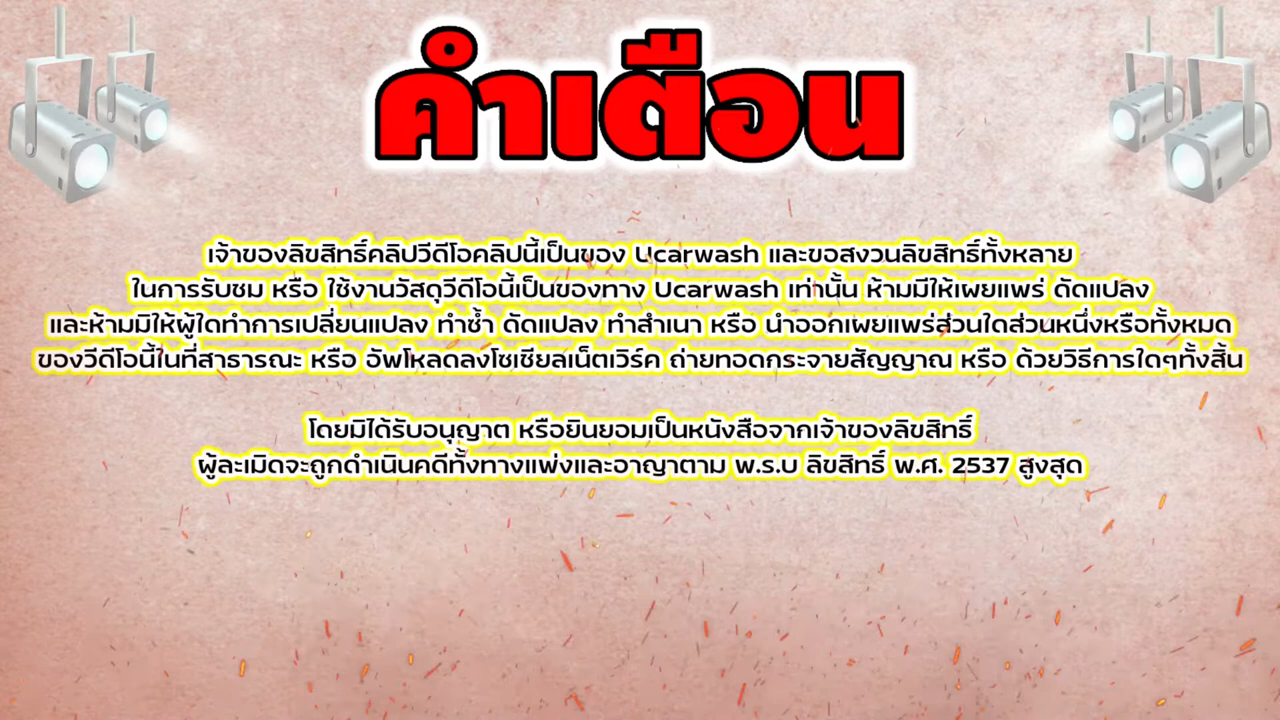 คำเตือน
เจ้าของลิขสิทธิ์คลิปวีดีโอคลิปนี้เป็นของ Ucarwash และขอสงวนลิขสิทธิ์ทั้งหลาย
ในการรับชม หรือ ใช้งานวัสดุวีดีโอนี้เป็นของทาง Ucarwash เท่านั้น ห้ามมีให้เผยแพร่ ดัดแปลง
และห้ามมิให้ผู้ใดทำการเปลี่ยนแปลง ทำซ้ำ ดัดแปลง ทำสำเนา หรือ นำออกเผยแพร่ส่วนใดส่วนหนึ่งหรือทั้งหมด
ของวีดีโอนี้ในที่สาธารณะ หรือ อัพโหลดลงโซเชียลเน็ตเวิร์ค ถ่ายทอดกระจายสัญญาณ หรือ ด้วยวิธีการใดๆทั้งสิ้น
โดยมิได้รับอนุญาต หรือยินยอมเป็นหนังสือจากเจ้าของลิขสิทธิ์
ผู้ละเมิดจะถูกดำเนินคดีทั้งทางแพ่งและอาญาตาม พ.ร.บ ลิขสิทธิ์ พ.ศ. 2537 สูงสุด